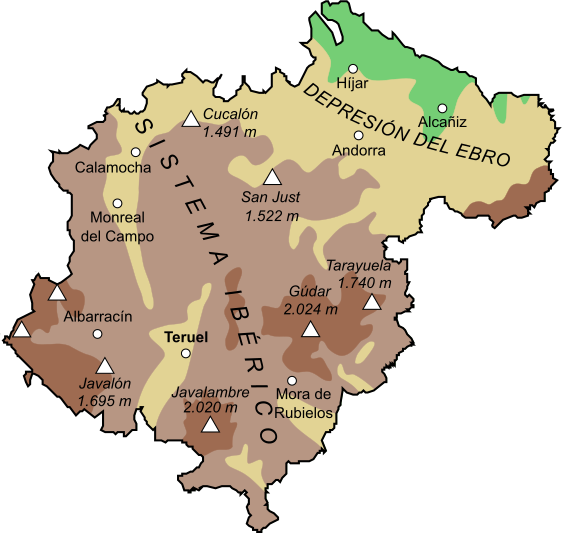 Híjar
DEPRESIÓN DEL EBRO
Cucalón
1.491 m
Alcañiz
Andorra
SISTEMA IBÉRICO
Calamocha
San Just
1.522 m
Monreal
del Campo
Tarayuela
1.740 m
Gúdar
2.024 m
Albarracín
Teruel
Javalón
1.695 m
Javalambre
2.020 m
Mora de
Rubielos